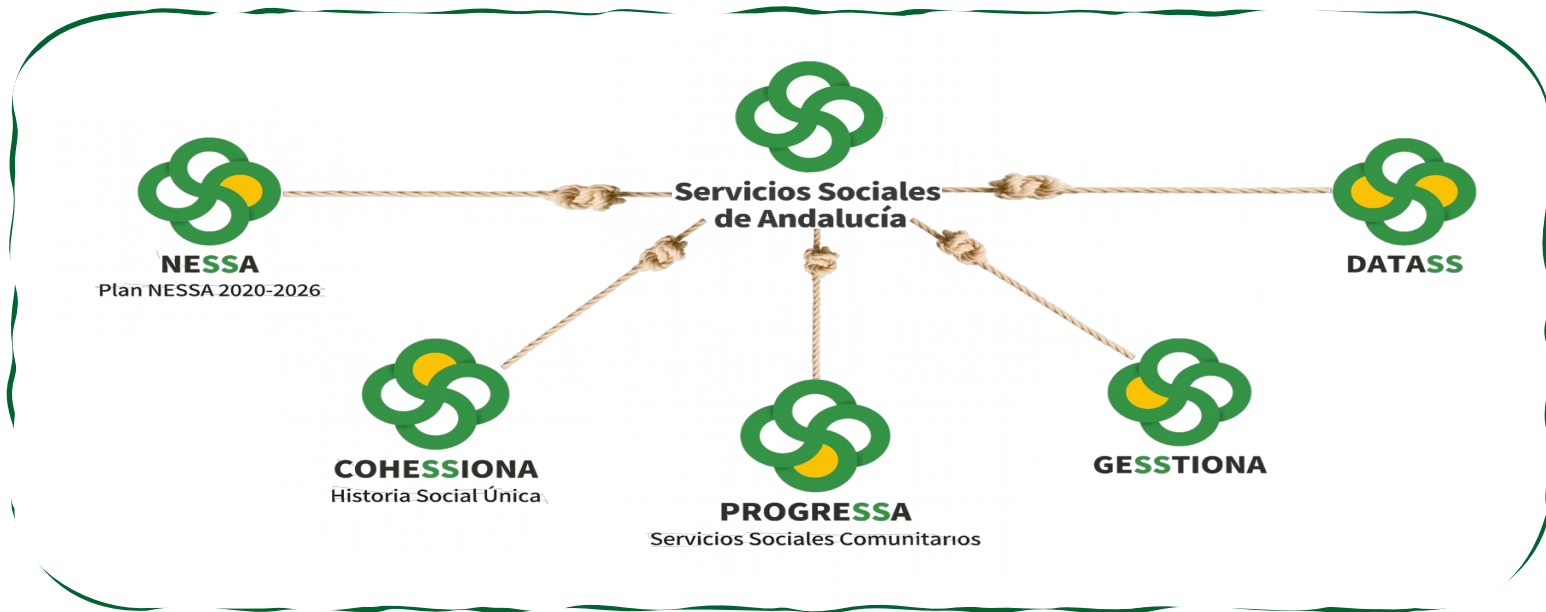 Servicios Sociales
de Andalucía
NESSA
Plan NESSA 2020-2026
DATASS
COHESSIONA
Historia Social Única
PROGRESSA
Servicios Sociales Comunitarios
GESSTIONA